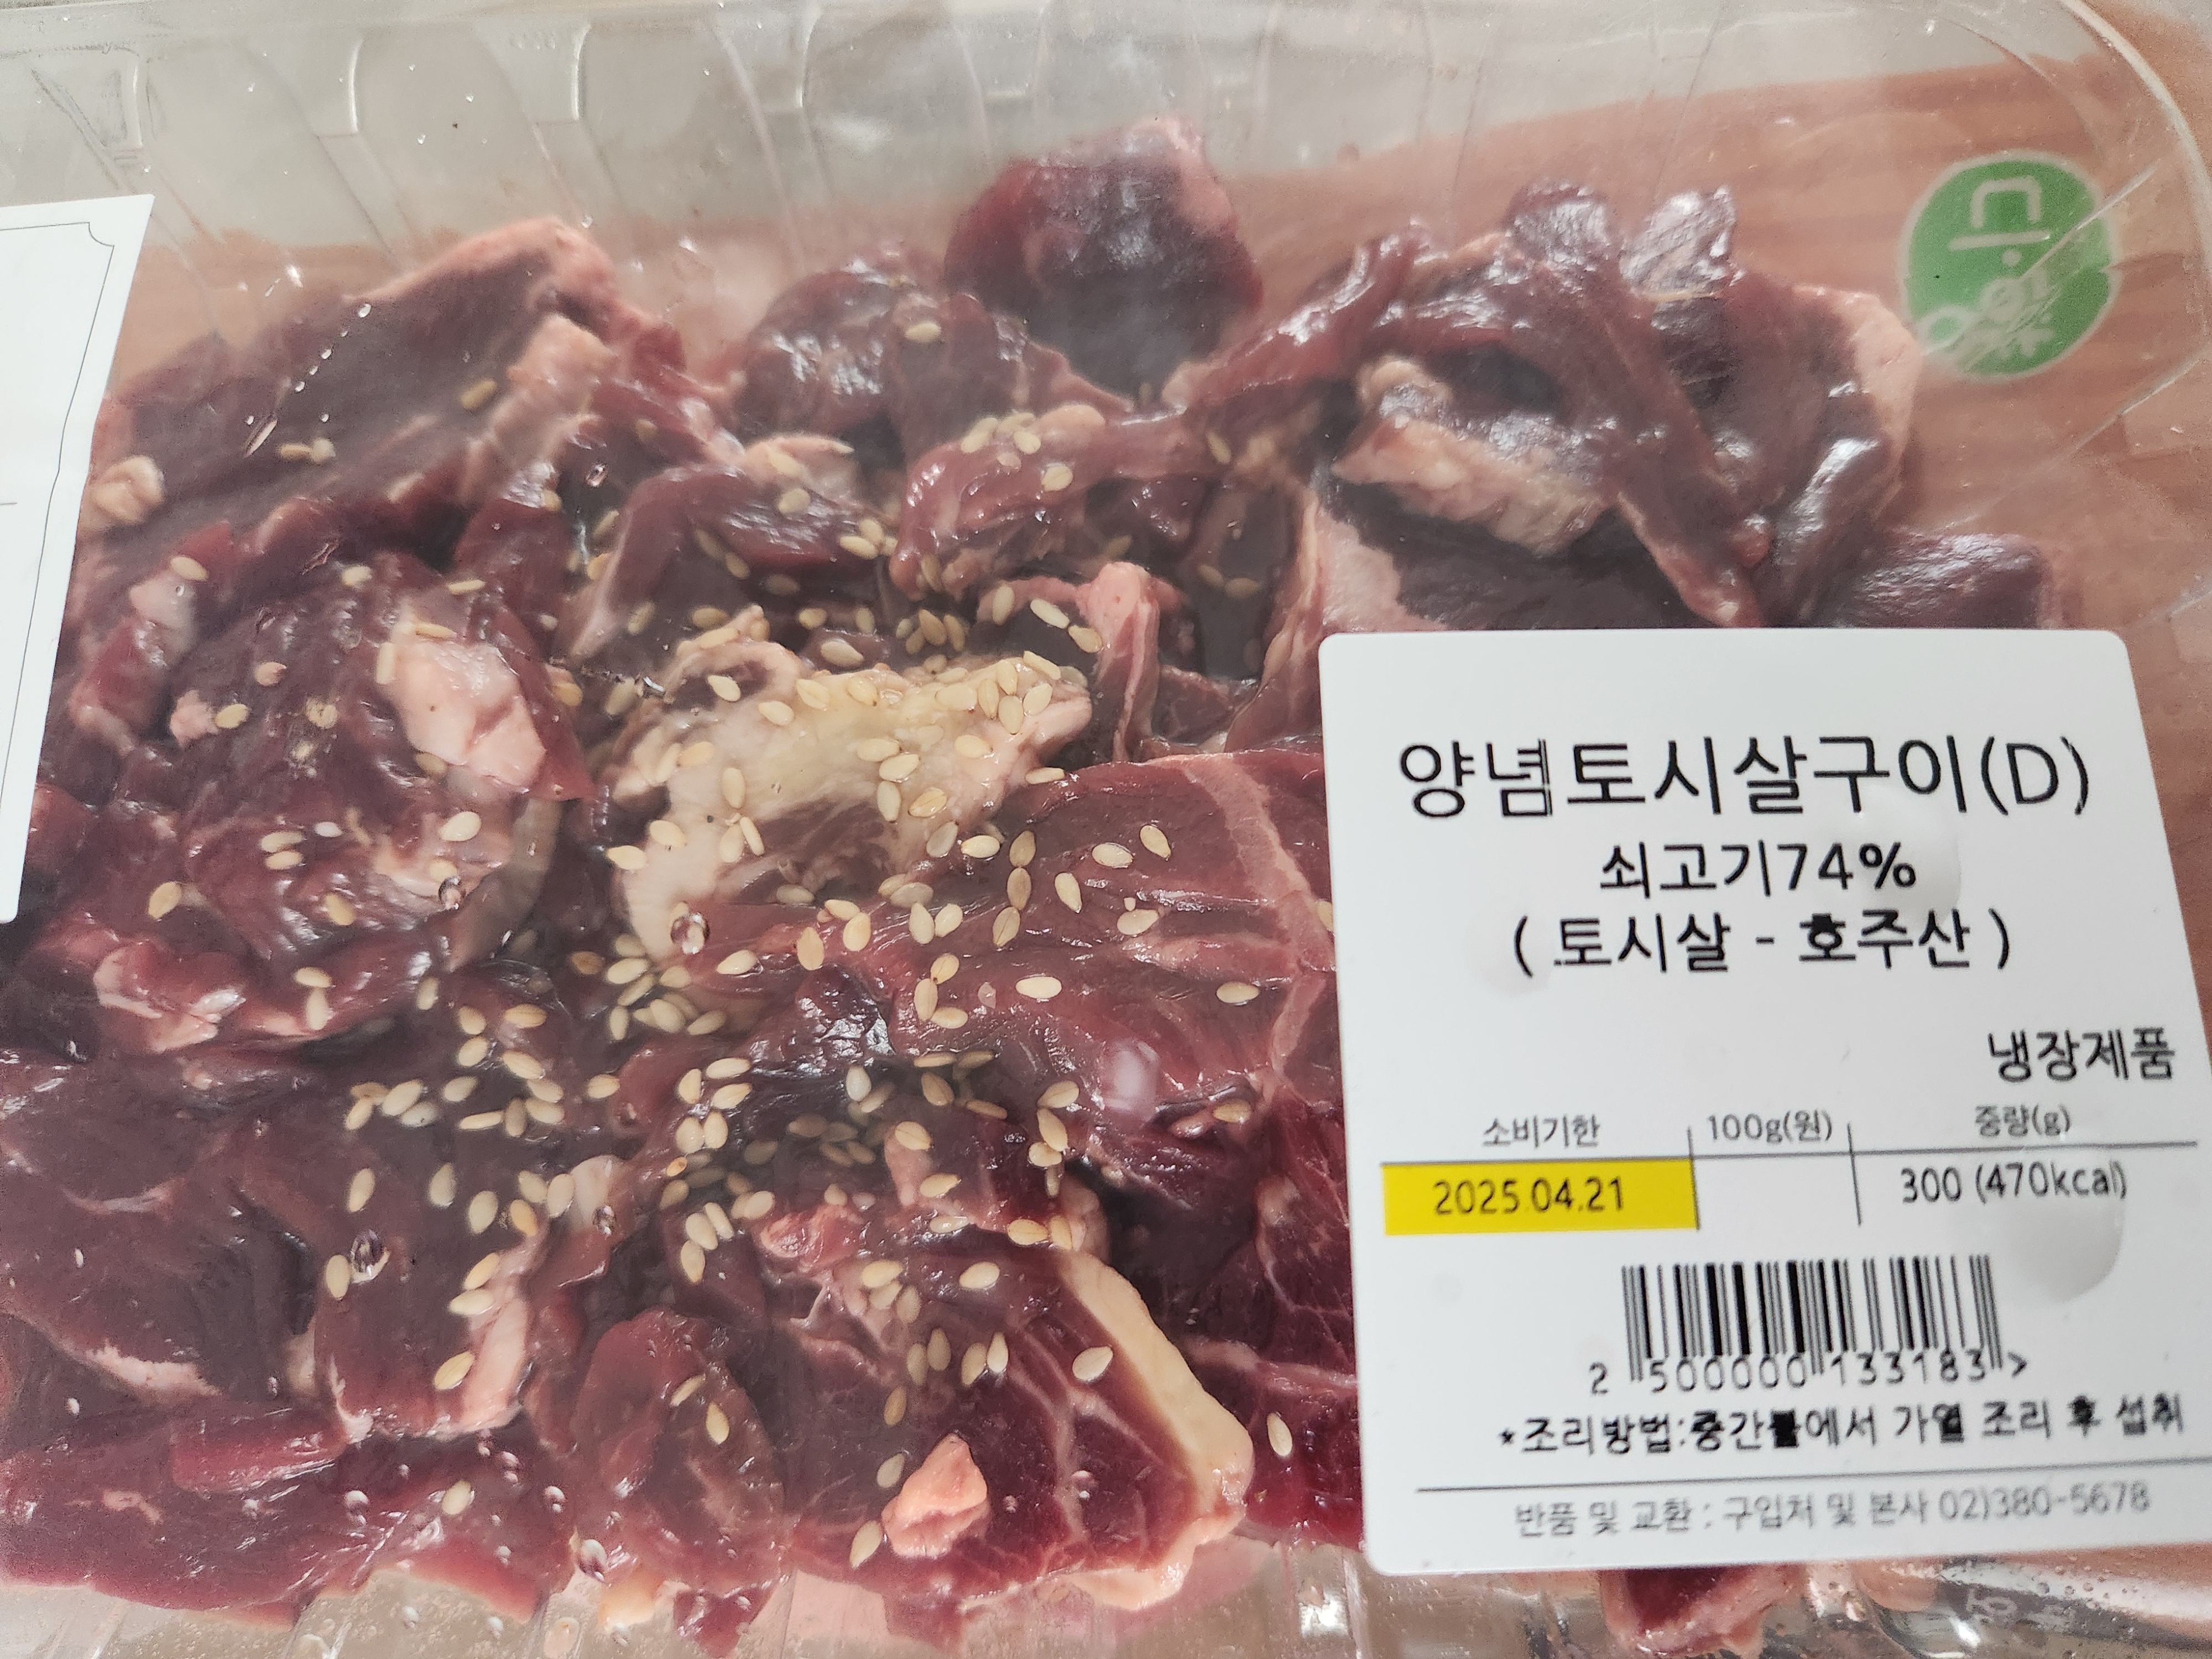 양념토시살구이(D)
쇠고기74%
( 토시살 - 호주산 )
냉장제품
소비기한 100g(원) 중량(g)
2025.04.21 300 (470kcal)
2 500000 133183 >
*조리방법:중간불에서 가열 조리 후 섭취
반품 및 교환 : 구입처 및 본사 02)380-5678